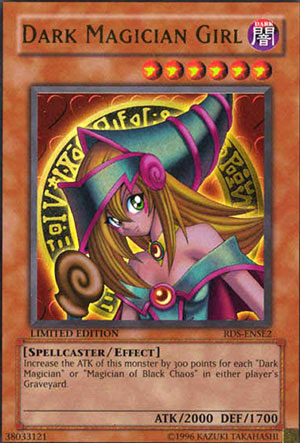 DARK MAGICIAN GIRL
DARK
闇
LIMITED EDITION RDS-ENSE2
[SPELLCASTER/EFFECT]
Increase the ATK of this monster by 300 points for each "Dark
Magician" or "Magician of Black Chaos" in either player's
Graveyard.
ATK/2000 DEF/1700
38033121 ©1996 KAZUKI TAKAHASHI